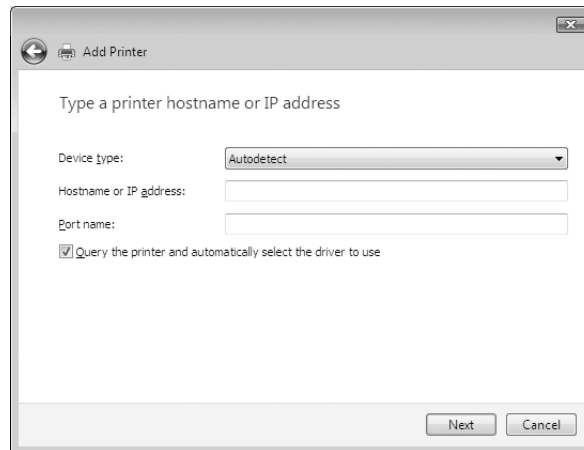 Add Printer
Type a printer hostname or IP address
Device type: Autodetect
Hostname or IP address:
Port name:
Query the printer and automatically select the driver to use
Next Cancel